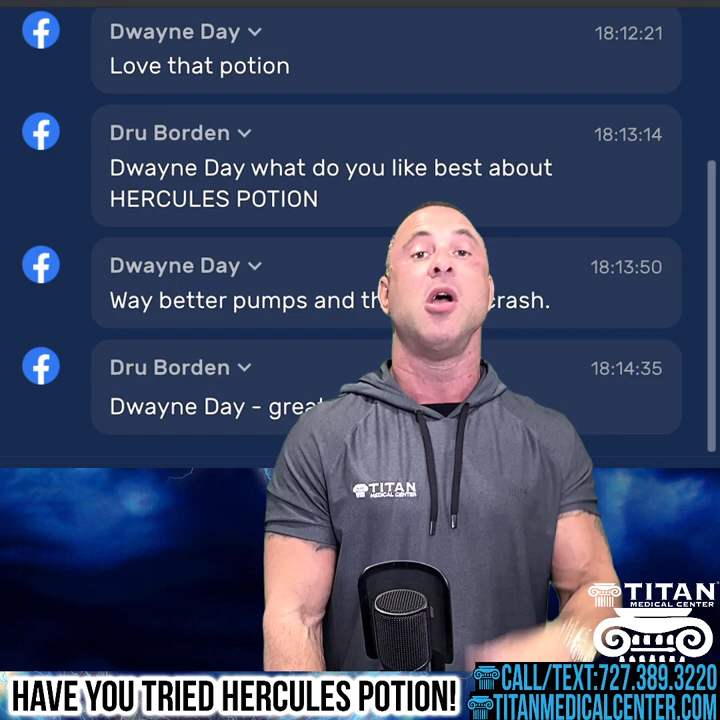 Dwayne Day
18:12:21
Love that potion
Dru Borden
18:13:14
Dwayne Day what do you like best about
HERCULES POTION
Dwayne Day
18:13:50
Way better pumps and crash.
Dru Borden
18:14:35
Dwayne Day - great
TITAN
MEDICAL CENTER
TITAN
MEDICAL CENTER
HAVE YOU TRIED HERCULES POTION!
CALL/TEXT:727.389.3220
TITANMEDICALCENTER.COM